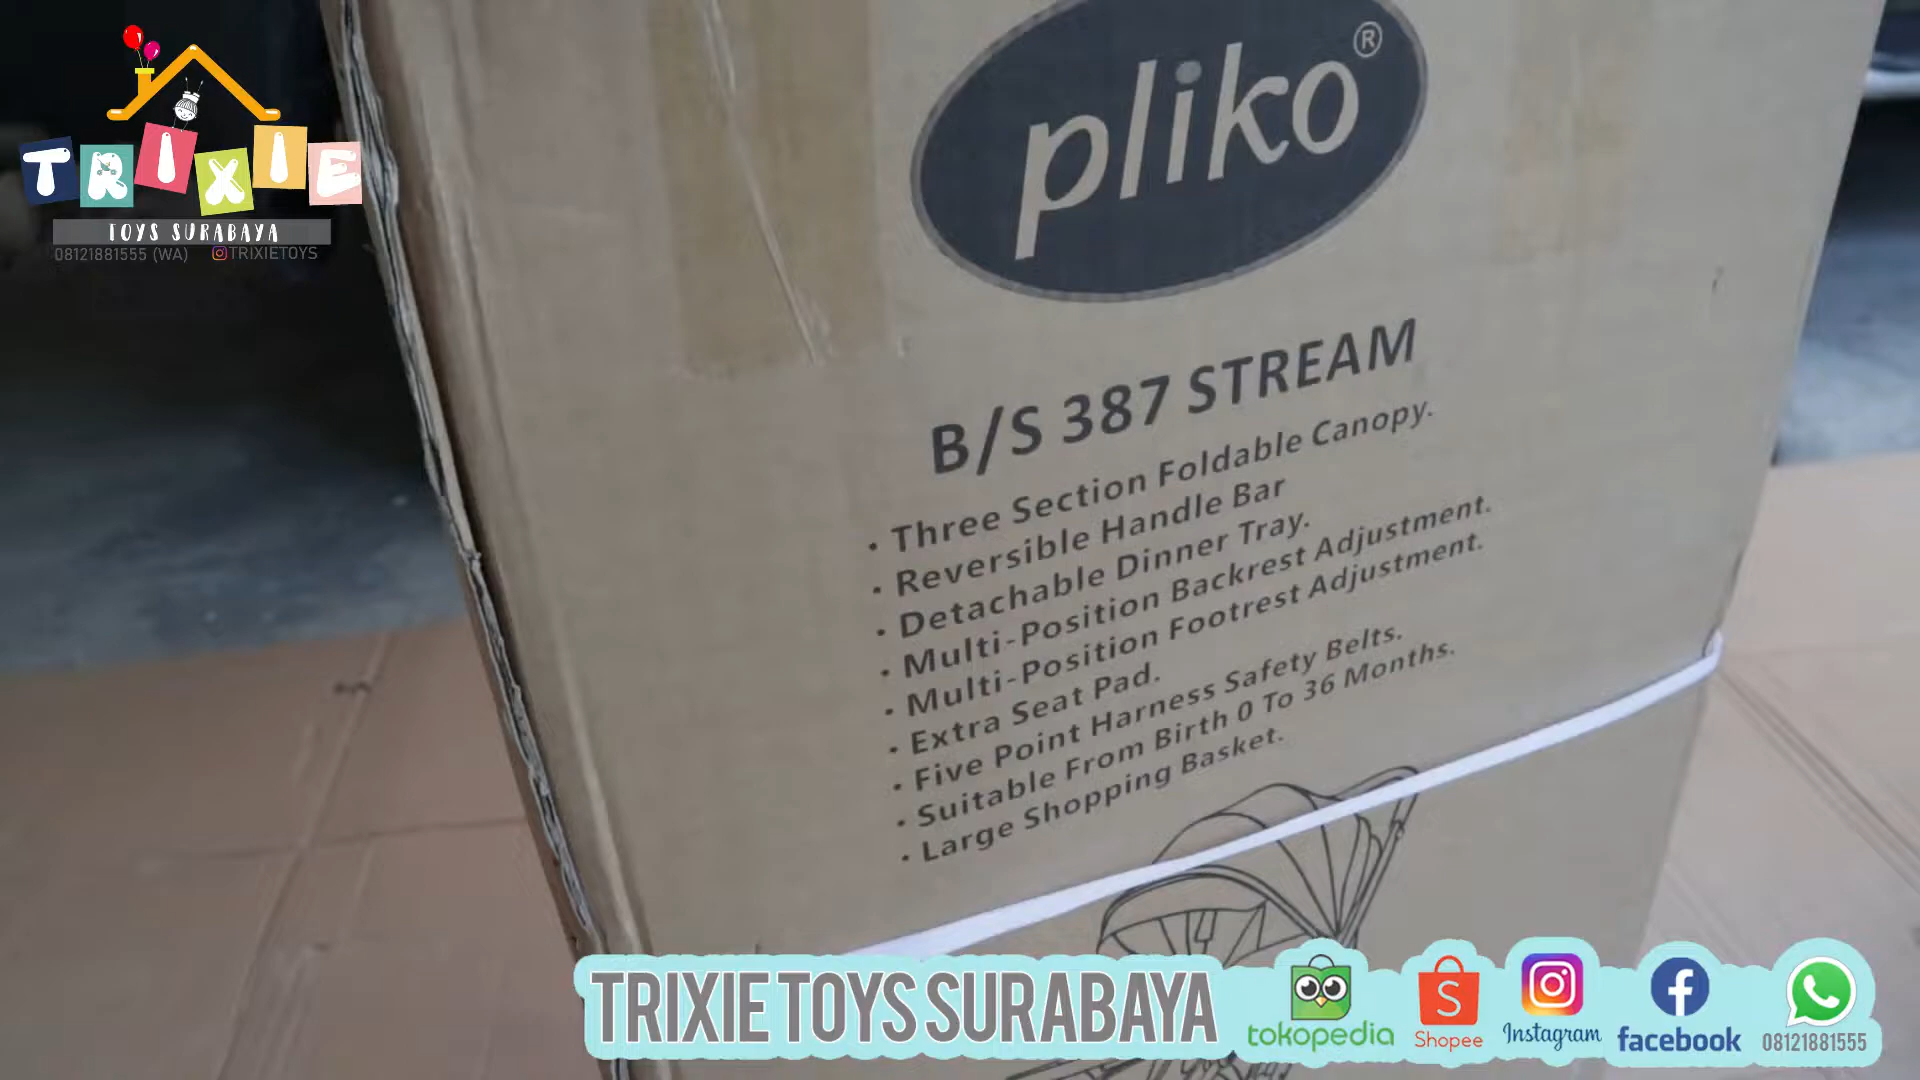 TRIXIE
TOYS SURABAYA
08121881555 (WA) TRIXIETOYS
pliko®
B/S 387 STREAM
• Three Section Foldable Canopy.
• Reversible Handle Bar
• Detachable Dinner Tray.
• Multi-Position Backrest Adjustment.
• Multi-Position Footrest Adjustment.
• Extra Seat Pad.
• Five Point Harness Safety Belts.
• Suitable From Birth 0 To 36 Months.
• Large Shopping Basket.
TRIXIE TOYS SURABAYA
tokopedia
Shopee
Instagram
facebook
08121881555